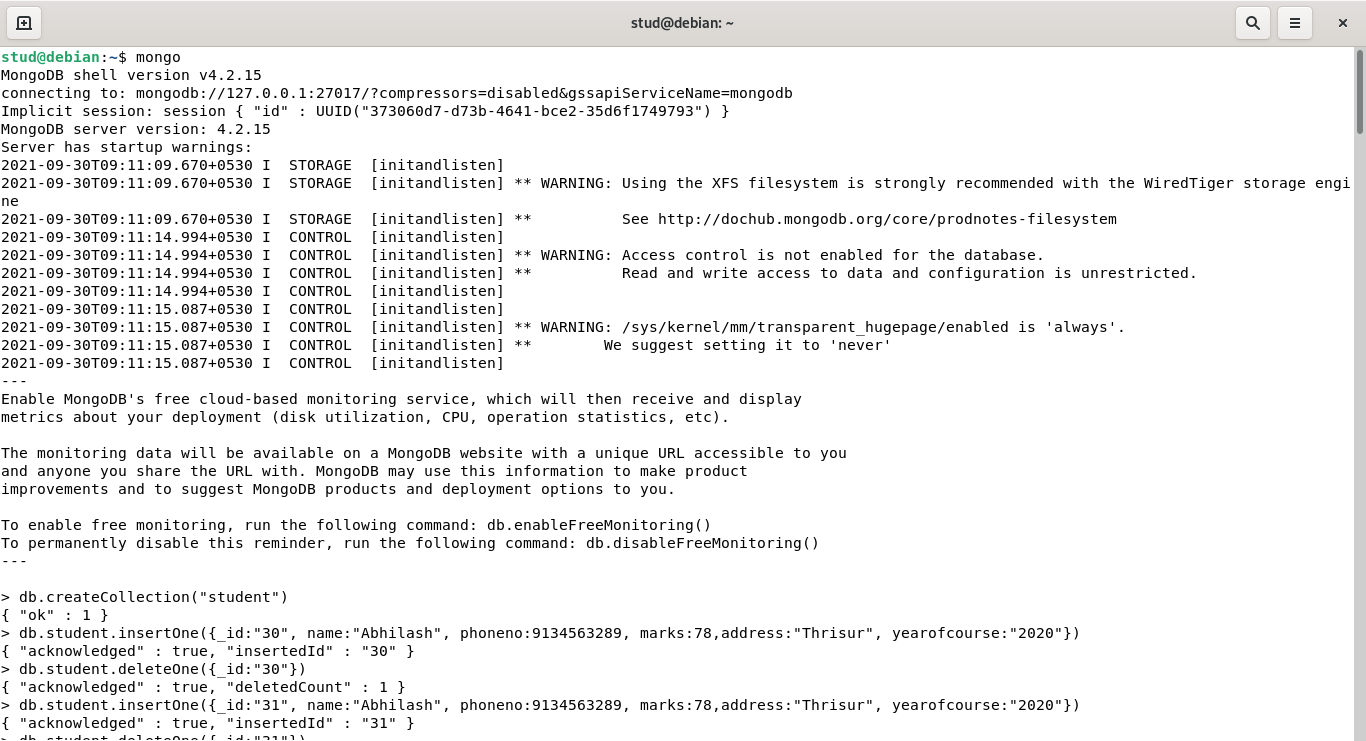 stud@debian: ~
stud@debian:~$ mongo
MongoDB shell version v4.2.15
connecting to: mongodb://127.0.0.1:27017/?compressors=disabled&gssapiServiceName=mongodb
Implicit session: session { "id" : UUID("373060d7-d73b-4641-bce2-35d6f1749793") }
MongoDB server version: 4.2.15
Server has startup warnings:
2021-09-30T09:11:09.670+0530 I  STORAGE  [initandlisten]
2021-09-30T09:11:09.670+0530 I  STORAGE  [initandlisten] ** WARNING: Using the XFS filesystem is strongly recommended with the WiredTiger storage engi
ne
2021-09-30T09:11:09.670+0530 I  STORAGE  [initandlisten] **          See http://dochub.mongodb.org/core/prodnotes-filesystem
2021-09-30T09:11:14.994+0530 I  CONTROL  [initandlisten]
2021-09-30T09:11:14.994+0530 I  CONTROL  [initandlisten] ** WARNING: Access control is not enabled for the database.
2021-09-30T09:11:14.994+0530 I  CONTROL  [initandlisten] **          Read and write access to data and configuration is unrestricted.
2021-09-30T09:11:14.994+0530 I  CONTROL  [initandlisten]
2021-09-30T09:11:15.087+0530 I  CONTROL  [initandlisten]
2021-09-30T09:11:15.087+0530 I  CONTROL  [initandlisten] ** WARNING: /sys/kernel/mm/transparent_hugepage/enabled is 'always'.
2021-09-30T09:11:15.087+0530 I  CONTROL  [initandlisten] **        We suggest setting it to 'never'
2021-09-30T09:11:15.087+0530 I  CONTROL  [initandlisten]
---
Enable MongoDB's free cloud-based monitoring service, which will then receive and display
metrics about your deployment (disk utilization, CPU, operation statistics, etc).
The monitoring data will be available on a MongoDB website with a unique URL accessible to you
and anyone you share the URL with. MongoDB may use this information to make product
improvements and to suggest MongoDB products and deployment options to you.
To enable free monitoring, run the following command: db.enableFreeMonitoring()
To permanently disable this reminder, run the following command: db.disableFreeMonitoring()
---
> db.createCollection("student")
{ "ok" : 1 }
> db.student.insertOne({_id:"30", name:"Abhilash", phoneno:9134563289, marks:78,address:"Thrisur", yearofcourse:"2020"})
{ "acknowledged" : true, "insertedId" : "30" }
> db.student.deleteOne({_id:"30"})
{ "acknowledged" : true, "deletedCount" : 1 }
> db.student.insertOne({_id:"31", name:"Abhilash", phoneno:9134563289, marks:78,address:"Thrisur", yearofcourse:"2020"})
{ "acknowledged" : true, "insertedId" : "31" }
> db.student.deleteOne({_id:"31"})